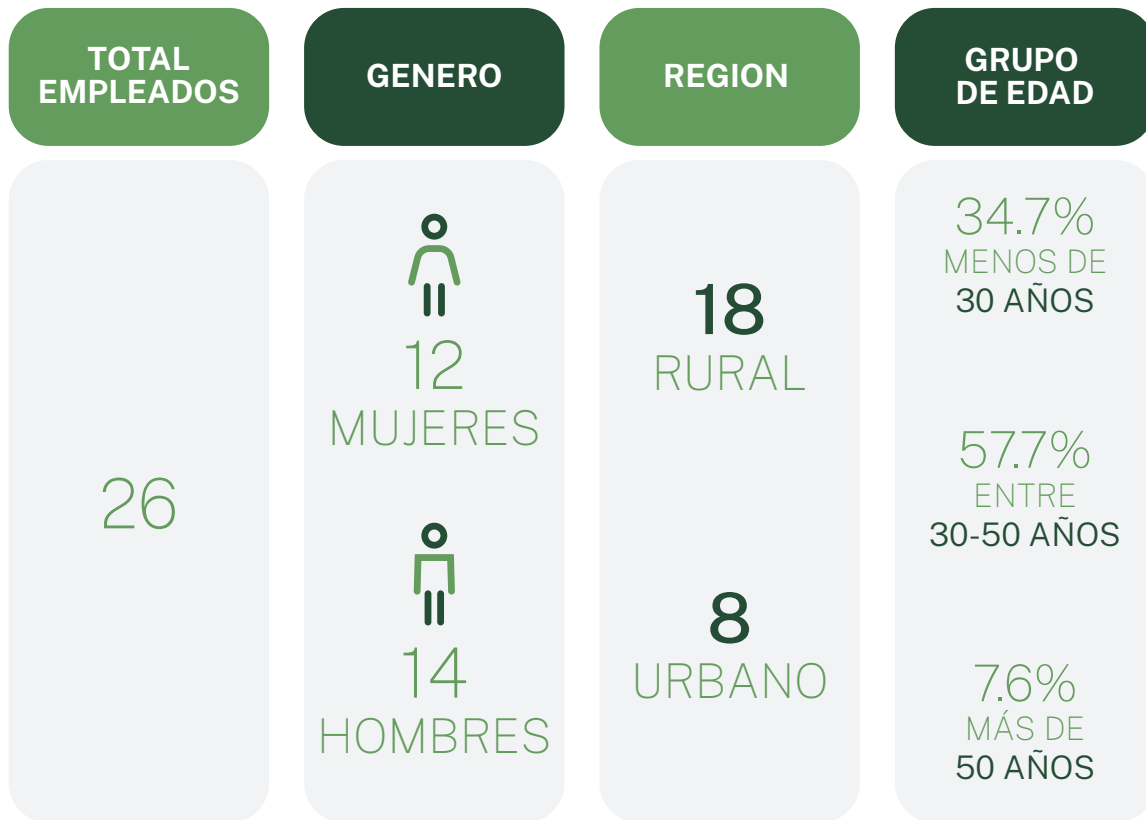 TOTAL
EMPLEADOS
26
GENERO
12
MUJERES
14
HOMBRES
REGION
18
RURAL
8
URBANO
GRUPO
DE EDAD
34.7%
MENOS DE
30 AÑOS
57.7%
ENTRE
30-50 AÑOS
7.6%
MÁS DE
50 AÑOS